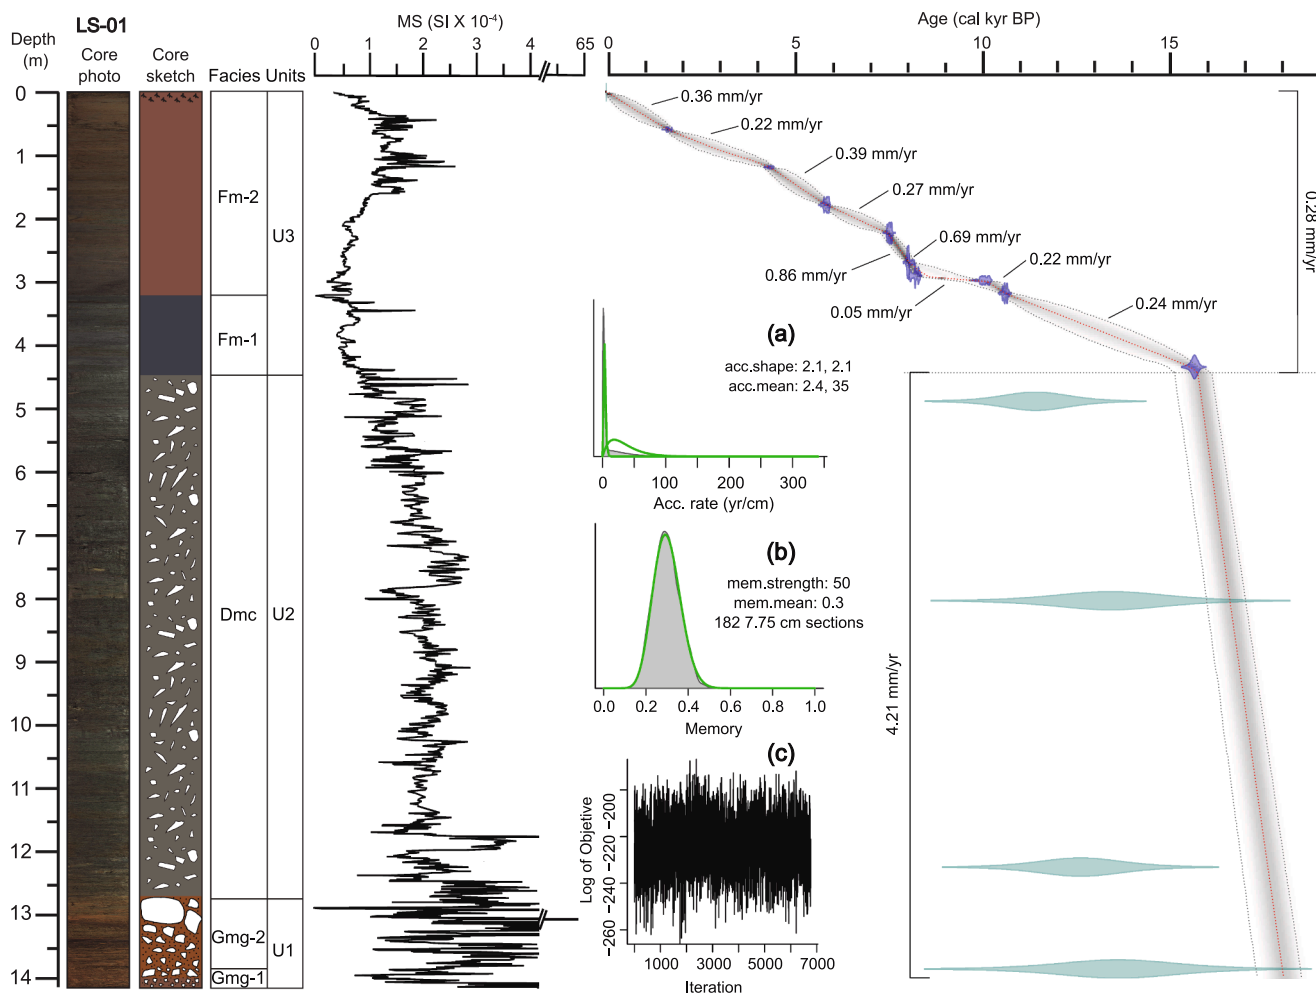 LS-01
Depth
(m)
Core
photo
Core
sketch
Facies
Units
MS (SI X 10-4)
0
1
2
3
4
65
Age (cal kyr BP)
0
5
10
15
0
1
2
3
4
5
6
7
8
9
10
11
12
13
14
Fm-2
Fm-1
Dmc
Gmg-2
Gmg-1
U3
U2
U1
0.36 mm/yr
0.22 mm/yr
0.39 mm/yr
0.27 mm/yr
0.69 mm/yr
0.86 mm/yr
0.22 mm/yr
0.05 mm/yr
0.24 mm/yr
0.28 mm/yr
4.21 mm/yr
(a)
acc.shape: 2.1, 2.1
acc.mean: 2.4, 35
0
100
200
300
Acc. rate (yr/cm)
(b)
mem.strength: 50
mem.mean: 0.3
182 7.75 cm sections
0.0
0.2
0.4
0.6
0.8
1.0
Memory
(c)
Log of Objetive
−200
−220
−240
−260
1000
3000
5000
7000
Iteration